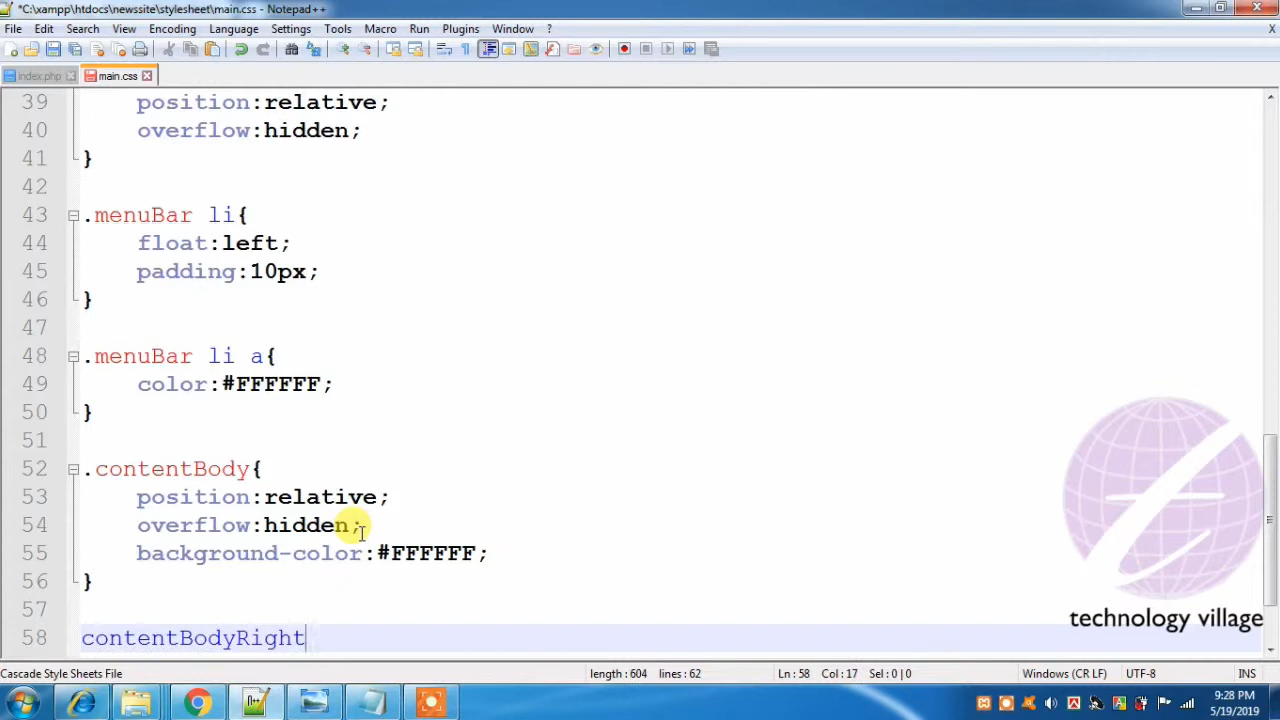 *C:\xampp\htdocs\newssite\stylesheet\main.css - Notepad++
File Edit Search View Encoding Language Settings Tools Macro Run Plugins Window ? X
index.php main.css
39 position:relative;
40 overflow:hidden;
41 }
42
43 .menuBar li{
44 float:left;
45 padding:10px;
46 }
47
48 .menuBar li a{
49 color:#FFFFFF;
50 }
51
52 .contentBody{
53 position:relative;
54 overflow:hidden;
55 background-color:#FFFFFF;
56 }
57
58 contentBodyRight
technology village
Cascade Style Sheets File length : 604 lines : 62 Ln : 58 Col : 17 Sel : 0 | 0 Windows (CR LF) UTF-8 INS
9:28 PM
5/19/2019